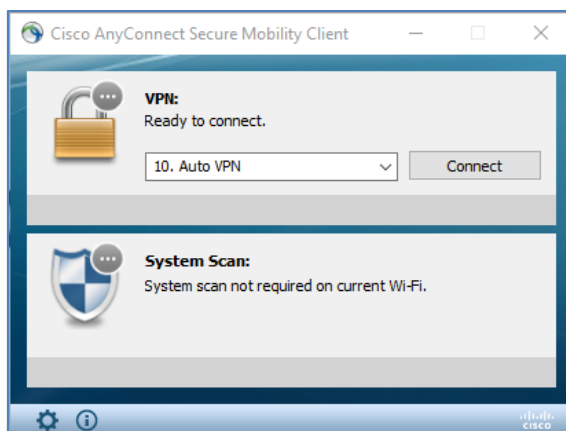 Cisco AnyConnect Secure Mobility Client
VPN:
Ready to connect.
10. Auto VPN
Connect
System Scan:
System scan not required on current Wi-Fi.
CISCO